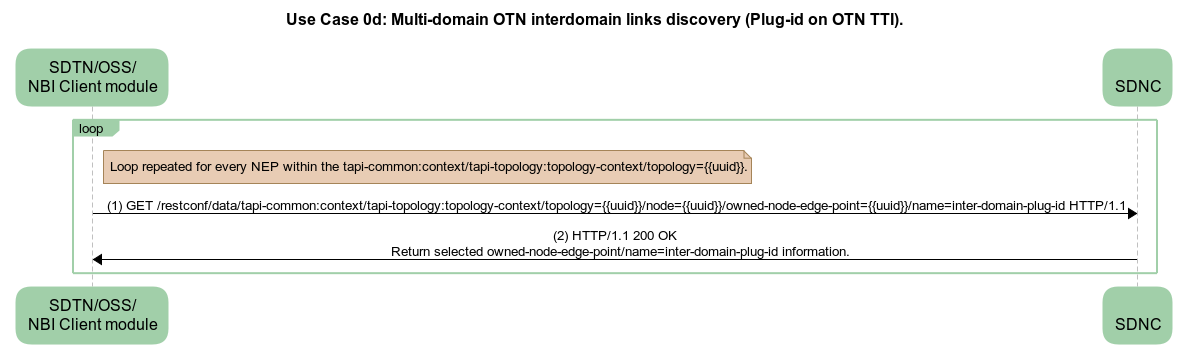 Use Case 0d: Multi-domain OTN interdomain links discovery (Plug-id on OTN TTI).
SDTN/OSS/
NBI Client module
SDNC
loop
Loop repeated for every NEP within the tapi-common:context/tapi-topology:topology-context/topology={{uuid}}.
(1) GET /restconf/data/tapi-common:context/tapi-topology:topology-context/topology={{uuid}}/node={{uuid}}/owned-node-edge-point={{uuid}}/name=inter-domain-plug-id HTTP/1.1
(2) HTTP/1.1 200 OK
Return selected owned-node-edge-point/name=inter-domain-plug-id information.
SDTN/OSS/
NBI Client module
SDNC